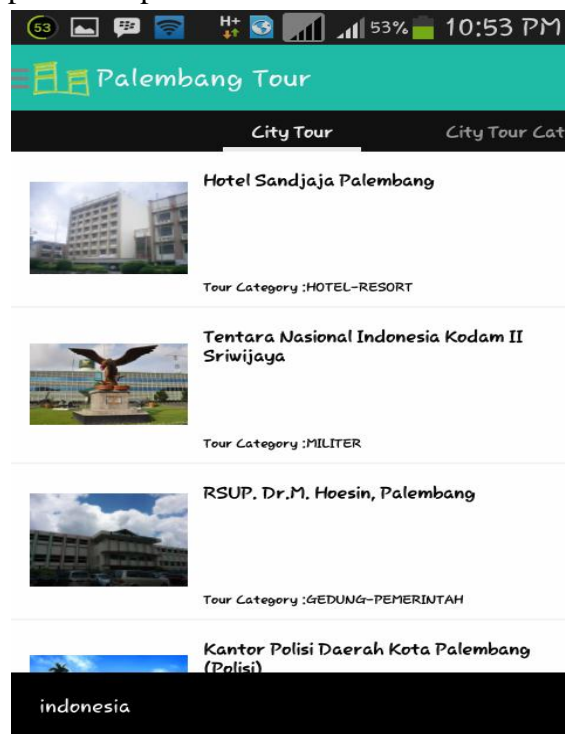 53 H+ 53% 10:53 PM
Palembang Tour
City Tour City Tour Cat
Hotel Sandjaja Palembang
Tour Category :HOTEL-RESORT
Tentara Nasional Indonesia Kodam II
Sriwijaya
Tour Category :MILITER
RSUP. Dr.M. Hoesin, Palembang
Tour Category :GEDUNG-PEMERINTAH
Kantor Polisi Daerah Kota Palembang
(Polisi)
indonesia